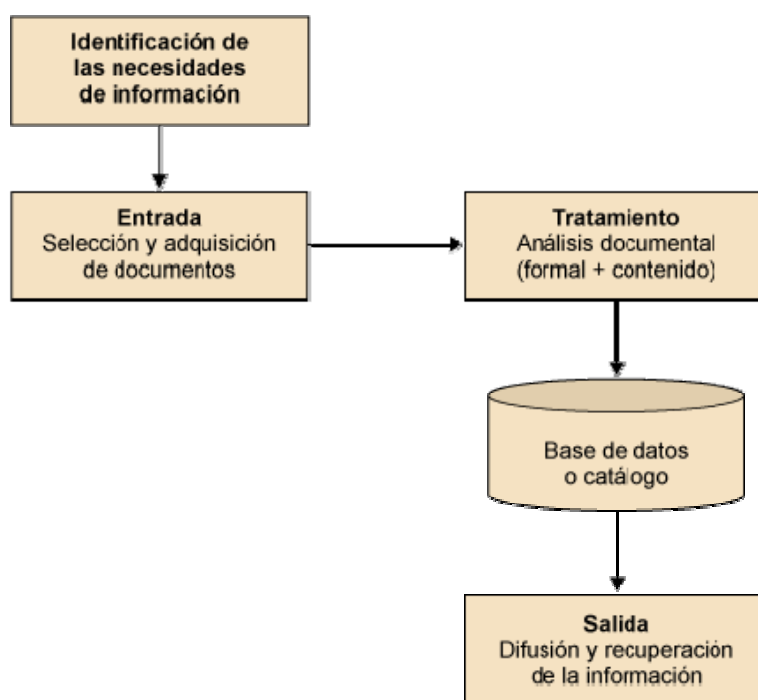 Identificación de
las necesidades
de información
Entrada
Selección y adquisición
de documentos
Tratamiento
Análisis documental
(formal + contenido)
Base de datos
o catálogo
Salida
Difusión y recuperación
de la información